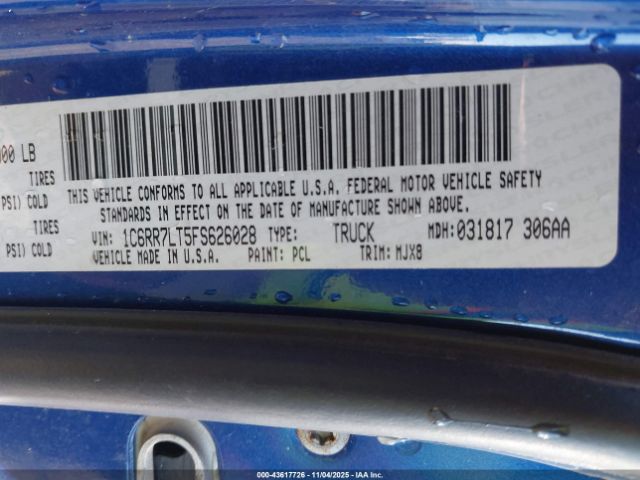 00 LB
TIRES
PSI) COLD
TIRES
PSI) COLD
THIS VEHICLE CONFORMS TO ALL APPLICABLE U.S.A. FEDERAL MOTOR VEHICLE SAFETY
STANDARDS IN EFFECT ON THE DATE OF MANUFACTURE SHOWN ABOVE.
VIN: 1C6RR7LT5FS626028 TYPE: TRUCK MDH: 031817 306AA
VEHICLE MADE IN U.S.A. PAINT: PCL TRIM: MJX8
00-43617726 - 11/04/2025 - IAA Inc.